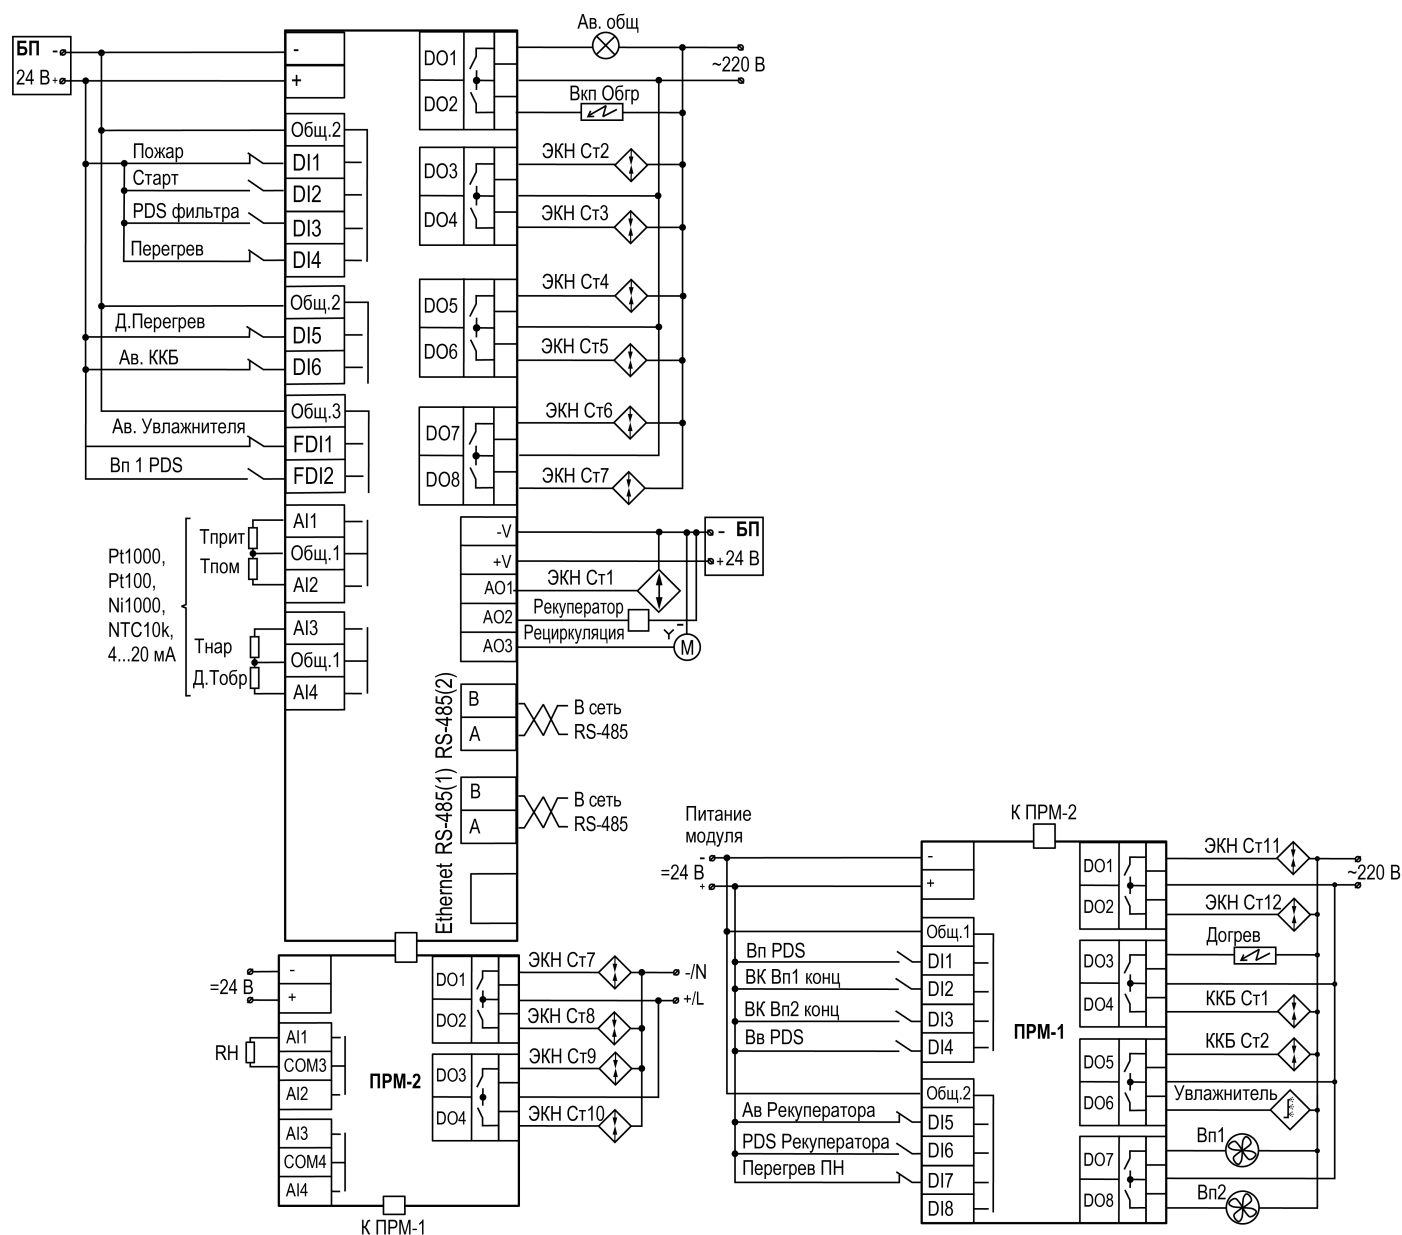 БП
-
24 В +
-
+
Общ.2
Пожар
DI1
Старт
DI2
PDS фильтра
DI3
Перегрев
DI4
Общ.2
Д.Перегрев
DI5
Ав. ККБ
DI6
Общ.3
Ав. Увлажнителя
FDI1
Вп 1 PDS
FDI2
Pt1000,
Pt100,
Ni1000,
NTC10k,
4...20 мА
Тприт
Тпом
AI1
Общ.1
AI2
Тнар
Д.Тобр
AI3
Общ.1
AI4
DO1
DO2
Ав. общ
~220 В
Вкп Обгр
DO3
DO4
ЭКН Ст2
ЭКН Ст3
DO5
DO6
ЭКН Ст4
ЭКН Ст5
DO7
DO8
ЭКН Ст6
ЭКН Ст7
-V
+V
AO1
AO2
AO3
- БП
+ 24 В
ЭКН Ст1
Рекуператор
Рециркуляция
Y
-
M
RS-485(2)
B
A
В сеть
RS-485
RS-485(1)
B
A
В сеть
RS-485
Ethernet
=24 В
-
+
RH
AI1
COM3
AI2
AI3
COM4
AI4
ПРМ-2
DO1
DO2
DO3
DO4
ЭКН Ст7
-/N
+/L
ЭКН Ст8
ЭКН Ст9
ЭКН Ст10
К ПРМ-1
Питание
модуля
-
=24 В
+
К ПРМ-2
-
+
Общ.1
Вп PDS
DI1
ВК Вп1 конц
DI2
ВК Вп2 конц
DI3
Вв PDS
DI4
Общ.2
Ав Рекуператора
DI5
PDS Рекуператора
DI6
Перегрев ПН
DI7
DI8
ПРМ-1
DO1
DO2
DO3
DO4
DO5
DO6
DO7
DO8
ЭКН Ст11
~220 В
ЭКН Ст12
Догрев
ККБ Ст1
ККБ Ст2
Увлажнитель
Вп1
Вп2